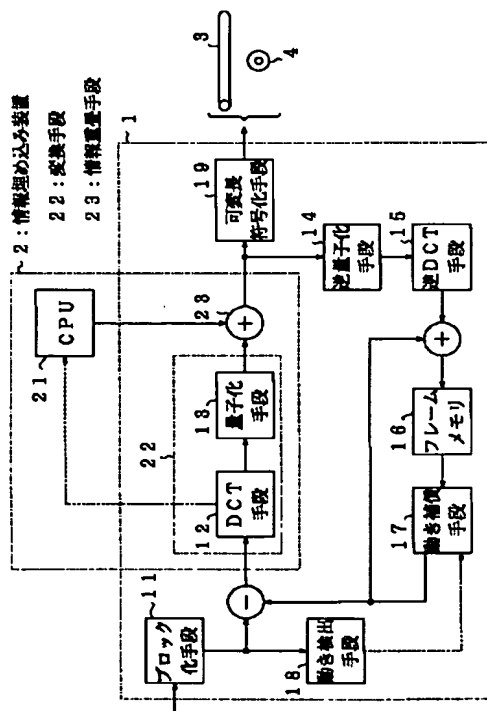 2：情報埋め込み装置
22：変換手段
23：情報重畳手段
1
3
4
21
CPU
22
12
DCT
手段
13
量子化
手段
+
23
19
可変長
符号化手段
11
ブロック
化手段
−
18
動き検出
手段
14
逆量子化
手段
15
逆DCT
手段
+
16
フレーム
メモリ
17
動き補償
手段